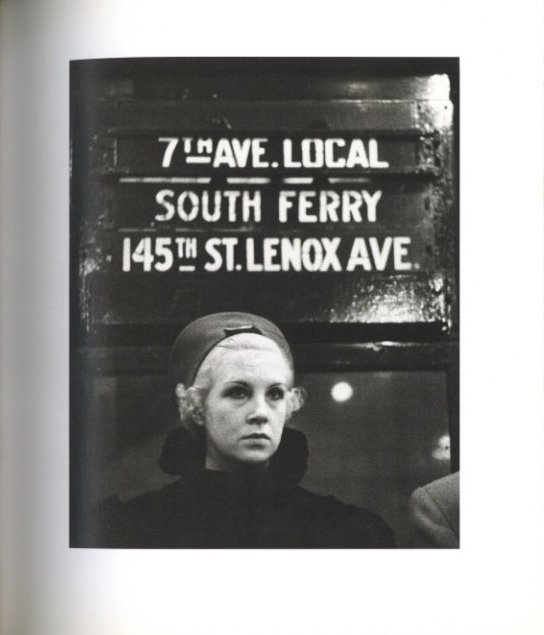 7TH AVE. LOCAL
SOUTH FERRY
145TH ST. LENOX AVE.